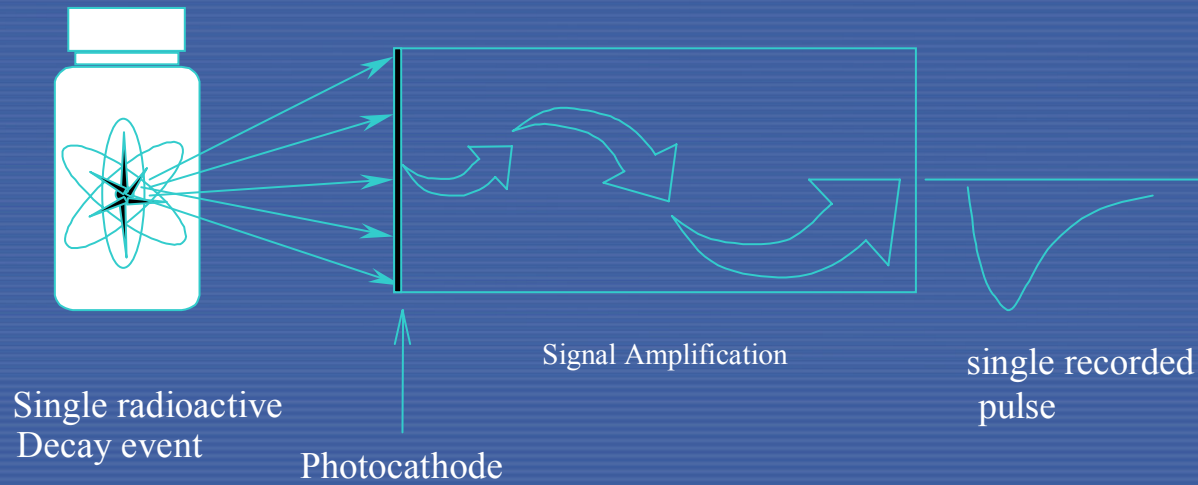 Signal Amplification
single recorded
pulse
Single radioactive
Decay event
Photocathode